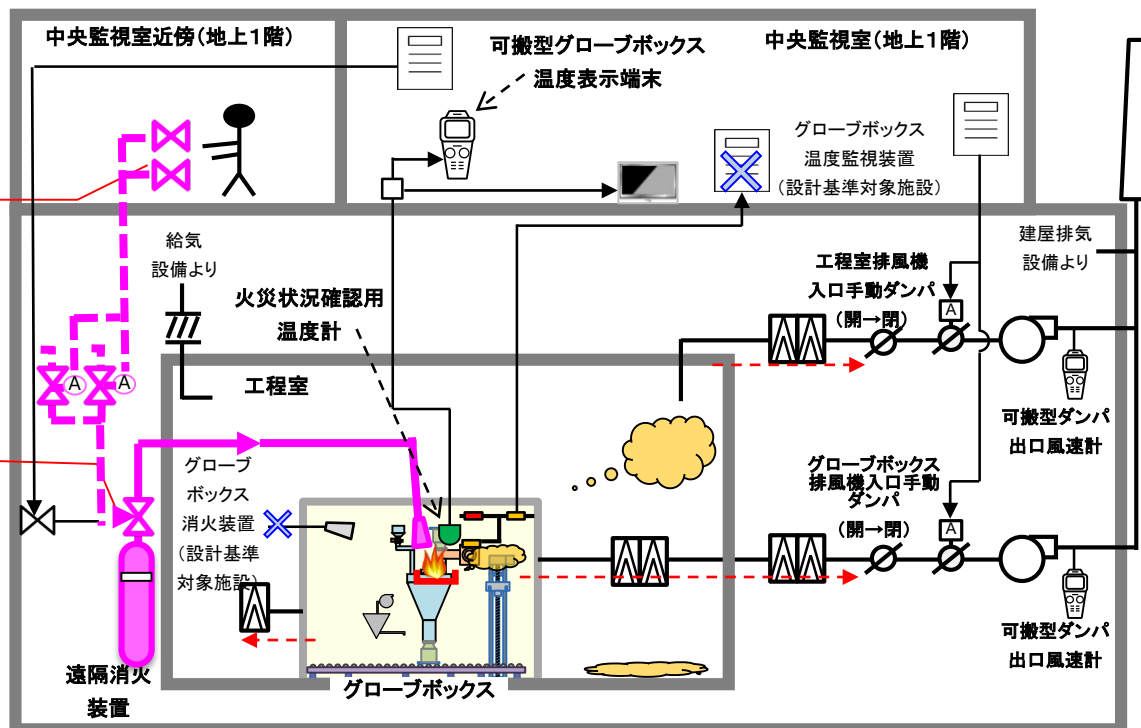 中央監視室近傍(地上1階)
可搬型グローブボックス
温度表示端末
中央監視室(地上1階)
グローブボックス
温度監視装置
(設計基準対象施設)
給気
設備より
火災状況確認用
温度計
工程室排風機
入口手動ダンパ
(開→閉)
A
建屋排気
設備より
工程室
A
A
可搬型ダンパ
出口風速計
グローブ
ボックス
消火装置
(設計基準
対象施設)
グローブボックス
排風機入口手動
ダンパ
(開→閉)
A
可搬型ダンパ
出口風速計
遠隔消火
装置
グローブボックス